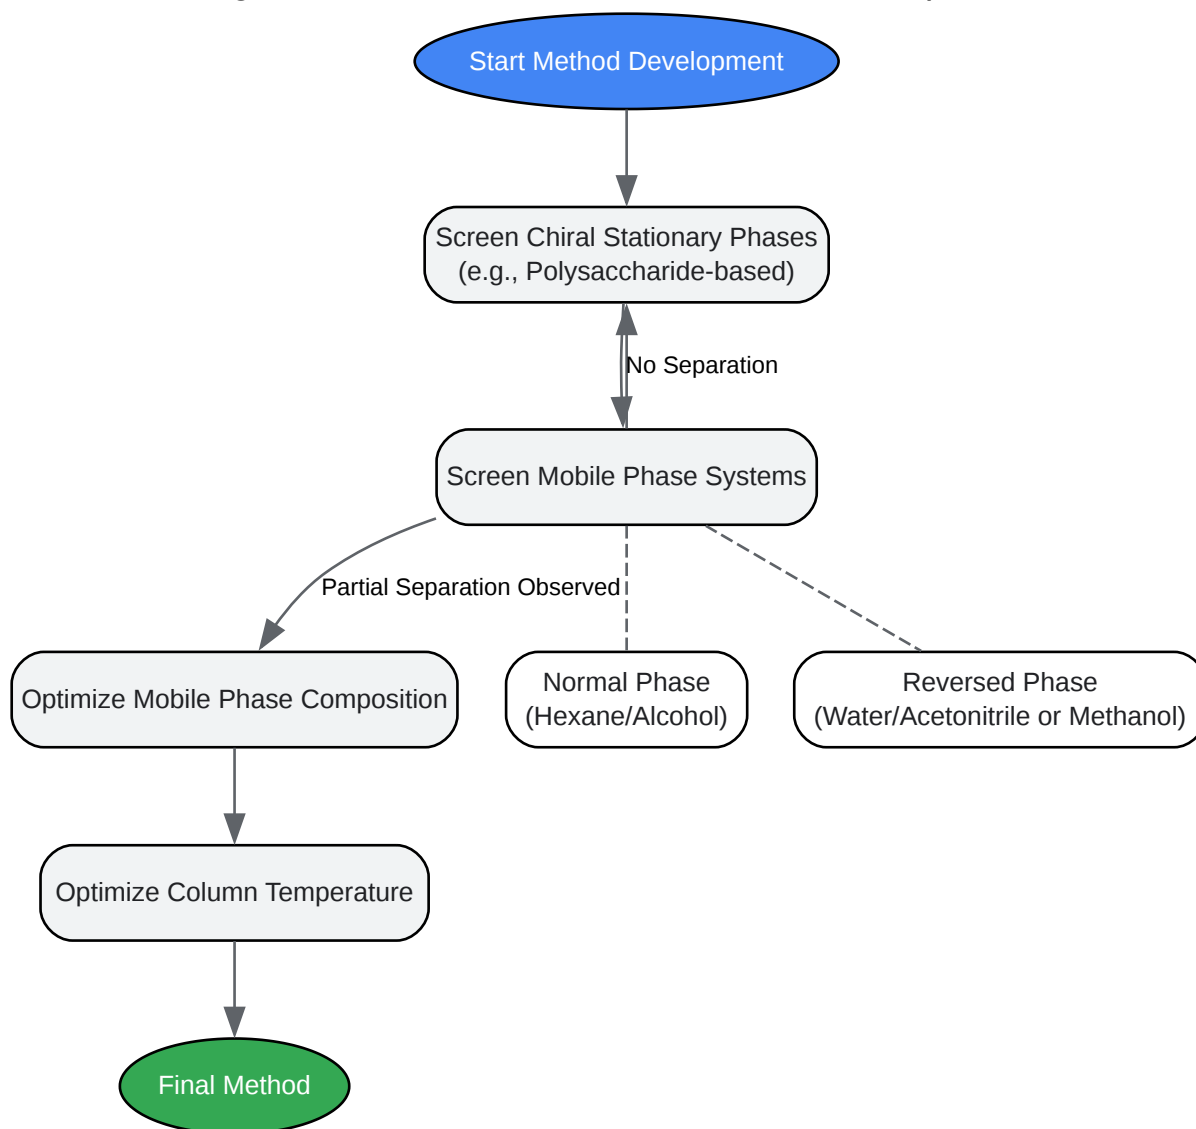 Start Method Development
Screen Chiral Stationary Phases
(e.g., Polysaccharide-based)
No Separation
Screen Mobile Phase Systems
Partial Separation Observed
Optimize Mobile Phase Composition
Normal Phase
(Hexane/Alcohol)
Reversed Phase
(Water/Acetonitrile or Methanol)
Optimize Column Temperature
Final Method